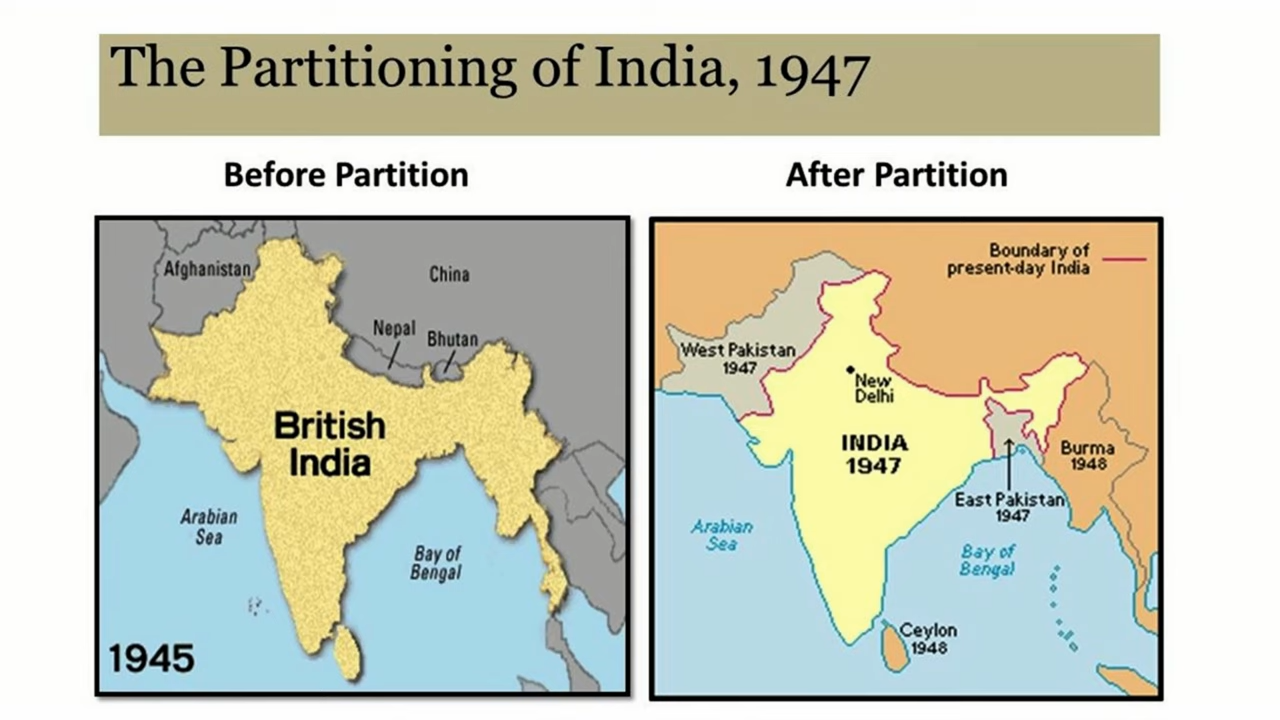 The Partitioning of India, 1947
Before Partition
After Partition
Afghanistan
China
Nepal
Bhutan
British
India
Arabian
Sea
Bay of
Bengal
1945
Boundary of
present-day India
West Pakistan
1947
New
Delhi
INDIA
1947
Burma
1948
East Pakistan
1947
Arabian
Sea
Bay of
Bengal
Ceylon
1948